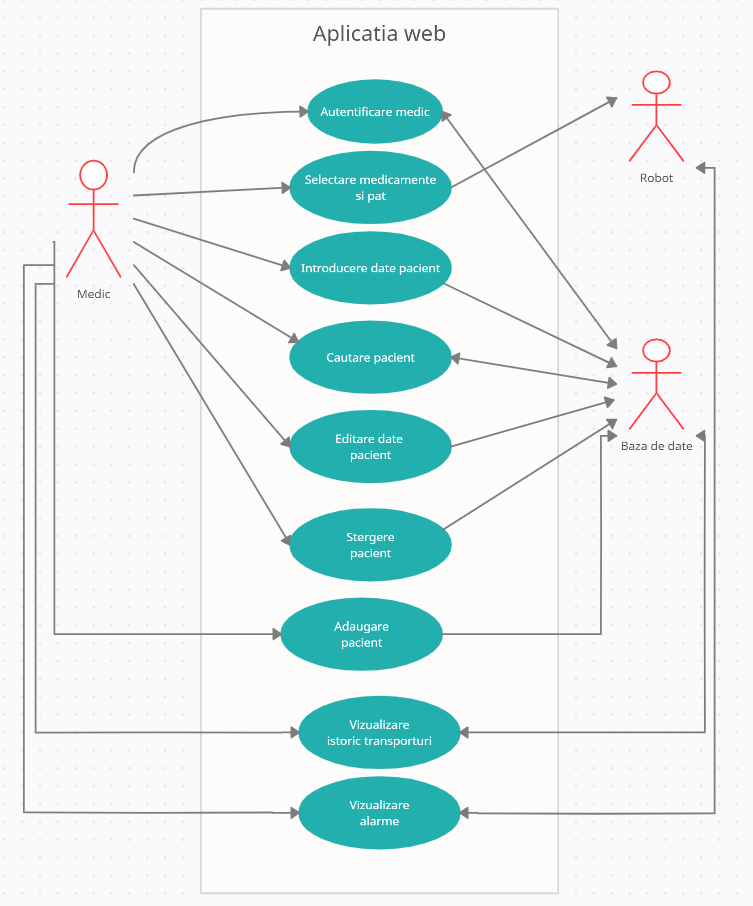 Aplicatia web
Autentificare medic
Selectare medicamente
si pat
Robot
Introducere date pacient
Medic
Cautare pacient
Editare date
pacient
Baza de date
Stergere
pacient
Adaugare
pacient
Vizualizare
istoric transporturi
Vizualizare
alarme